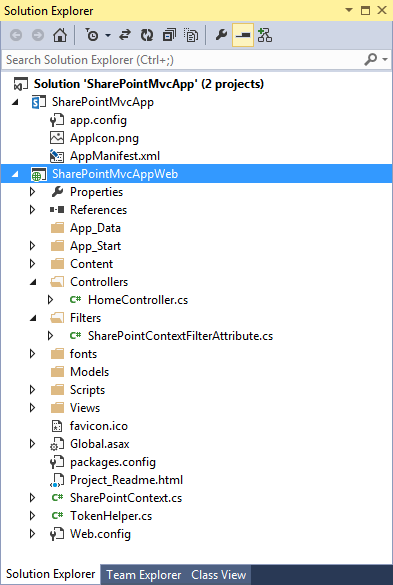 Solution Explorer
Search Solution Explorer (Ctrl+;)
Solution 'SharePointMvcApp' (2 projects)
SharePointMvcApp
app.config
AppIcon.png
AppManifest.xml
SharePointMvcAppWeb
Properties
References
App_Data
App_Start
Content
Controllers
C# HomeController.cs
Filters
C# SharePointContextFilterAttribute.cs
fonts
Models
Scripts
Views
favicon.ico
Global.asax
packages.config
Project_Readme.html
C# SharePointContext.cs
C# TokenHelper.cs
Web.config
Solution Explorer Team Explorer Class View